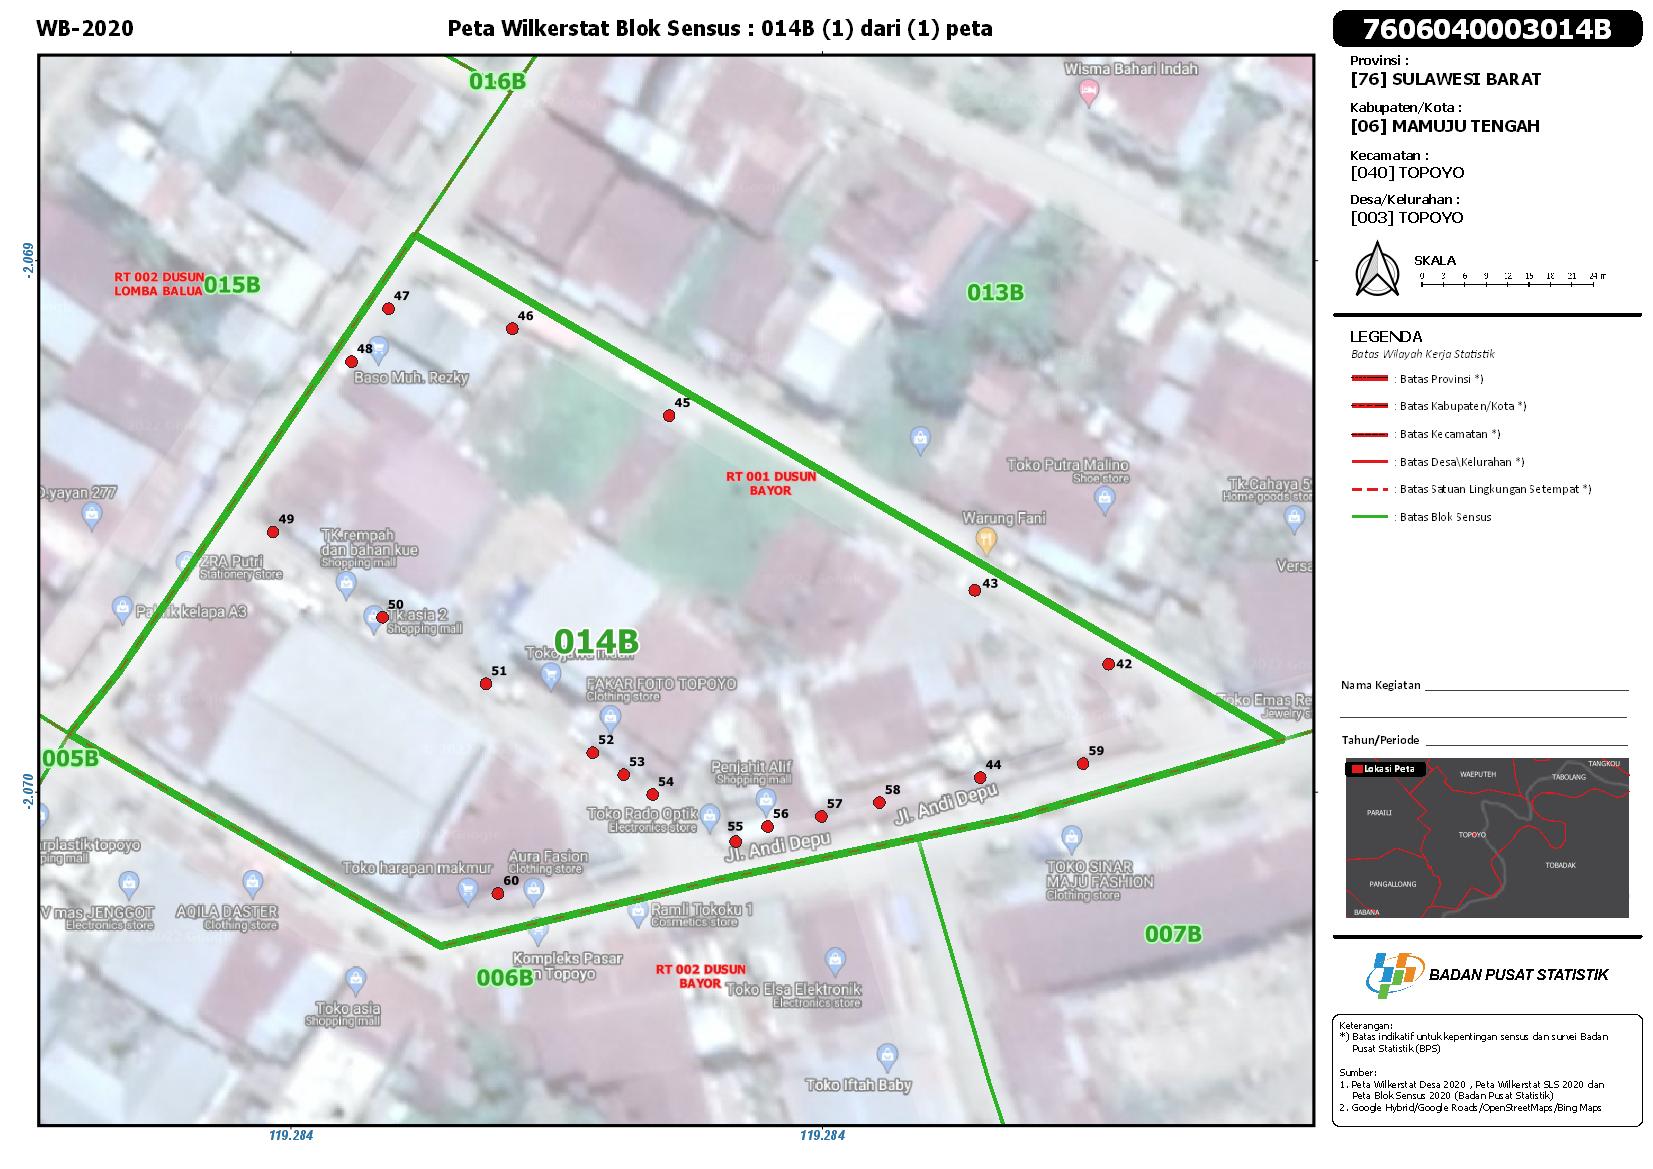 WB-2020
Peta Wilkerstat Blok Sensus : 014B (1) dari (1) peta
7606040003014B
Provinsi :
[76] SULAWESI BARAT
Kabupaten/Kota :
[06] MAMUJU TENGAH
Kecamatan :
[040] TOPOYO
Desa/Kelurahan :
[003] TOPOYO
SKALA
0 3 6 9 12 15 18 21 24 m
LEGENDA
Batas Wilayah Kerja Statistik
: Batas Provinsi *)
: Batas Kabupaten/Kota *)
: Batas Kecamatan *)
: Batas Desa\Kelurahan *)
: Batas Satuan Lingkungan Setempat *)
: Batas Blok Sensus
Nama Kegiatan
Tahun/Periode
Lokasi Peta
WAEPUTEH
TANGKOU
TABOLANG
PARAILI
TOPOYO
TOBADAK
PANGALLOANG
BABANA
BADAN PUSAT STATISTIK
Keterangan:
*) Batas indikatif untuk kepentingan sensus dan survei Badan
Pusat Statistik (BPS)
Sumber:
1. Peta Wilkerstat Desa 2020 , Peta Wilkerstat SLS 2020 dan
Peta Blok Sensus 2020 (Badan Pusat Statistik)
2. Google Hybrid/Google Roads/OpenStreetMaps/Bing Maps
016B
Wisma Bahari Indah
-2.069
RT 002 DUSUN
LOMBA BALUA
015B
013B
47
46
48
Baso Muh. Rezky
45
RT 001 DUSUN
BAYOR
Toko Putra Malino
Shoe store
Home goods
D.yayan 277
Warung Fani
49
TK rempah
dan bahan kue
Shopping mall
ZRA Putri
Stationery store
43
50
Tk.asia 2
Shopping mall
kelapa A3
014B
42
51
FAKAR FOTO TOPOYO
Clothing store
Toko Emas
005B
52
53
54
Penjahit Alif
Shopping mall
44
59
58
Jl. Andi Depu
-2.070
Toko Rado Optik
Electronics store
55
56
57
Jl. Andi Depu
topoyo
Toko harapan makmur
Aura Fasion
Clothing store
60
TOKO SINAR
MAJU FASHION
Clothing store
mas JENGGOT
Electronics store
AQILA DASTER
Clothing store
Ramli Tokoku 1
Cosmetics store
007B
Kompleks Pasar
Topoyo
006B
RT 002 DUSUN
BAYOR
Toko Elsa Elektronik
Electronics store
Toko asia
Shopping mall
Toko Iftah Baby
119.284
119.284